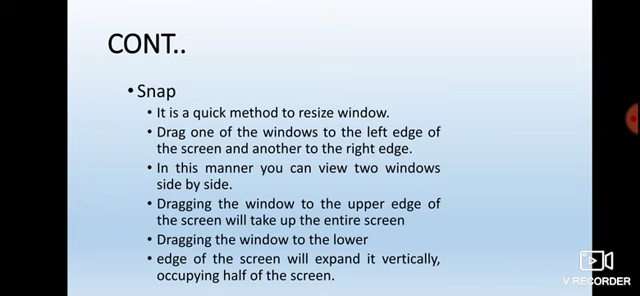 CONT..
• Snap
• It is a quick method to resize window.
• Drag one of the windows to the left edge of
the screen and another to the right edge.
• In this manner you can view two windows
side by side.
• Dragging the window to the upper edge of
the screen will take up the entire screen
• Dragging the window to the lower
• edge of the screen will expand it vertically,
occupying half of the screen.
V RECORDER